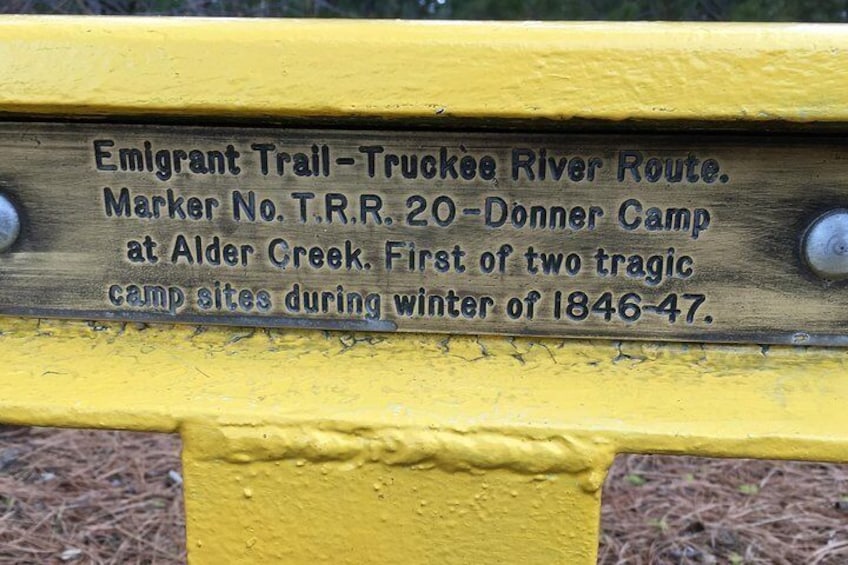 Emigrant Trail-Truckee River Route.
Marker No. T.R.R. 20-Donner Camp
at Alder Creek. First of two tragic
camp sites during winter of 1846-47.